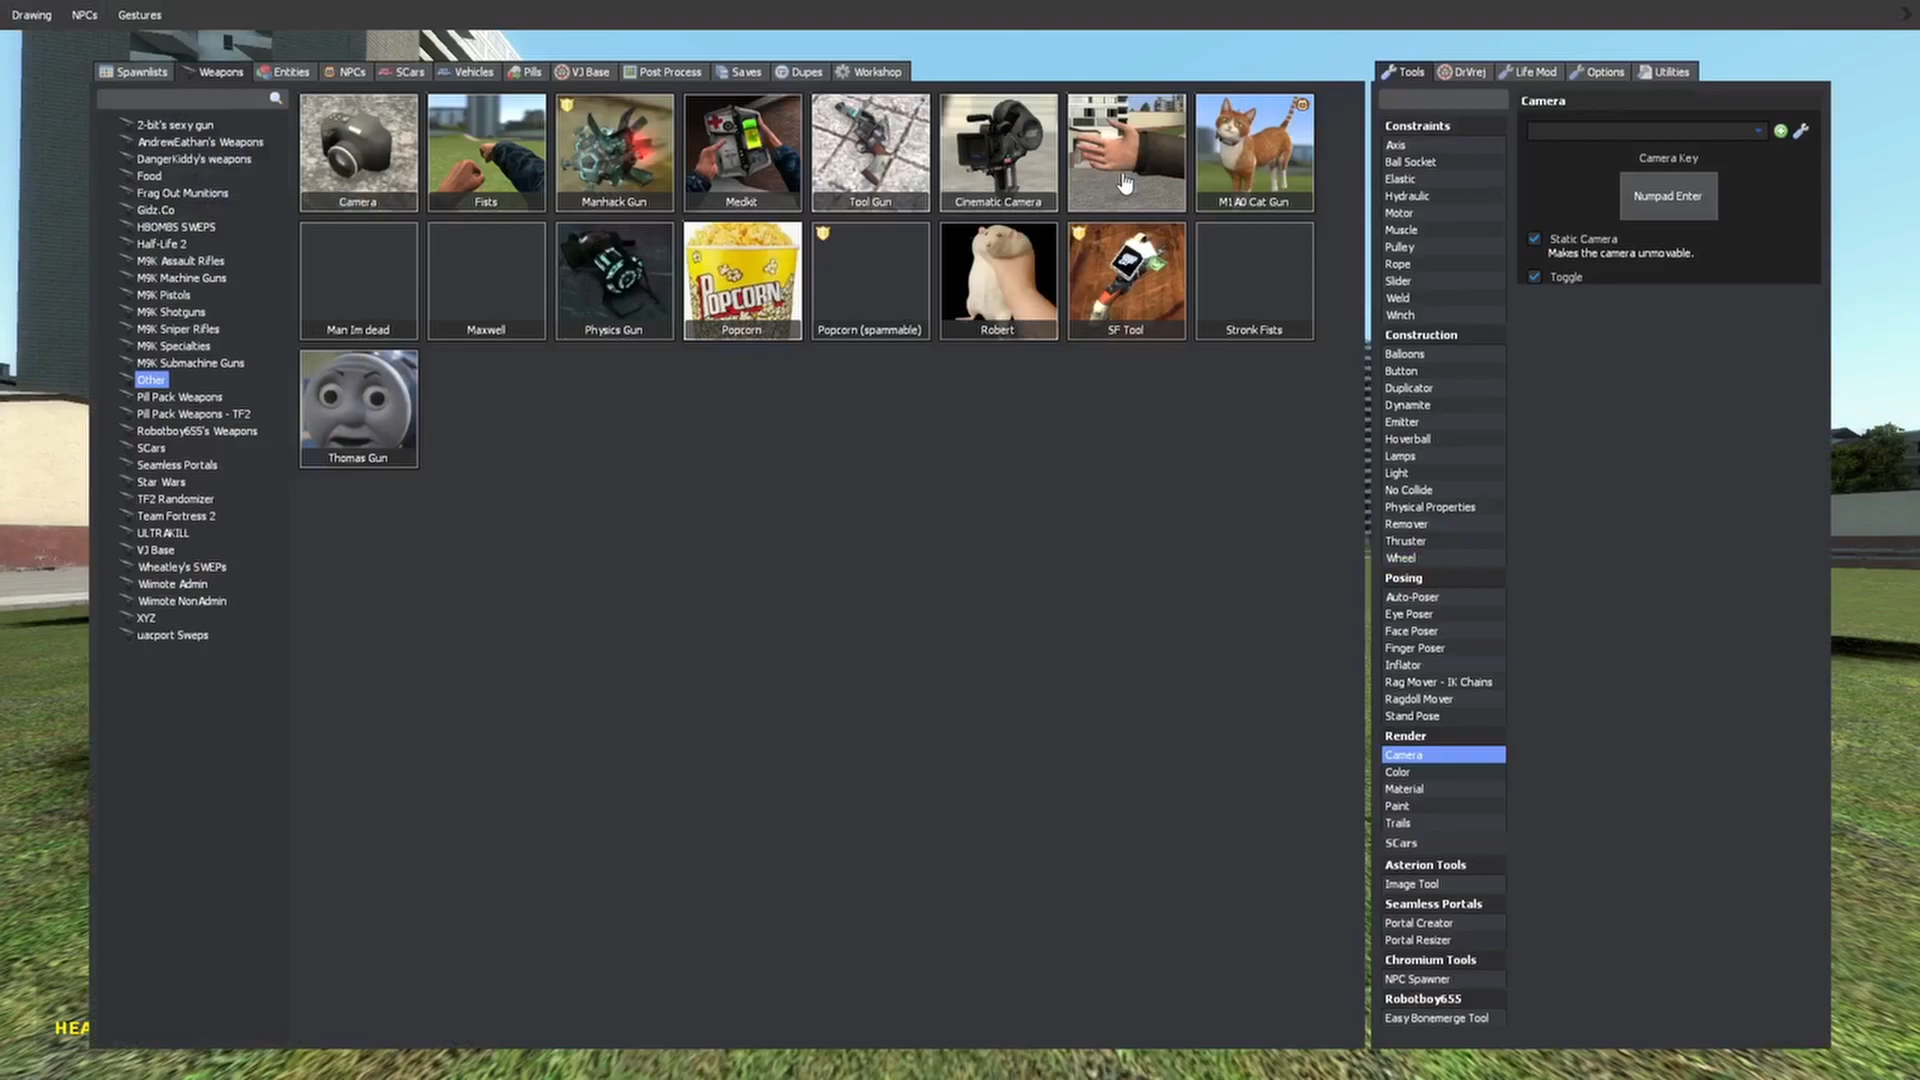 Drawing NPCs Gestures
Spawnlists Weapons Entities NPCs SCars Vehicles Pills VJ Base Post Process Saves Dupes Workshop
2-bit's sexy gun
AndrewEathan's Weapons
DangerKiddy's weapons
Food
Frag Out Munitions
Gidz.Co
HBOMBS SWEPS
Half-Life 2
M9K Assault Rifles
M9K Machine Guns
M9K Pistols
M9K Shotguns
M9K Sniper Rifles
M9K Specialties
M9K Submachine Guns
Other
Pill Pack Weapons
Pill Pack Weapons - TF2
Robotboy655's Weapons
SCars
Seamless Portals
Star Wars
TF2 Randomizer
Team Fortress 2
ULTRAKILL
VJ Base
Wheatley's SWEPs
Wimote Admin
Wimote NonAdmin
XYZ
uacport Sweps
Camera Fists Manhack Gun Medkit Tool Gun Cinematic Camera M1A0 Cat Gun
Man Im dead Maxwell Physics Gun Popcorn Popcorn (spammable) Robert SF Tool Stronk Fists
POPCORN
Thomas Gun
Tools DrVrej Life Mod Options Utilities
Constraints
Axis
Ball Socket
Elastic
Hydraulic
Motor
Muscle
Pulley
Rope
Slider
Weld
Winch
Construction
Balloons
Button
Duplicator
Dynamite
Emitter
Hoverball
Lamps
Light
No Collide
Physical Properties
Remover
Thruster
Wheel
Posing
Auto-Poser
Eye Poser
Face Poser
Finger Poser
Inflator
Rag Mover - IK Chains
Ragdoll Mover
Stand Pose
Render
Camera
Color
Material
Paint
Trails
SCars
Asterion Tools
Image Tool
Seamless Portals
Portal Creator
Portal Resizer
Chromium Tools
NPC Spawner
Robotboy655
Easy Bonemerge Tool
Camera
Camera Key
Numpad Enter
Static Camera
Makes the camera unmovable.
Toggle
HEA